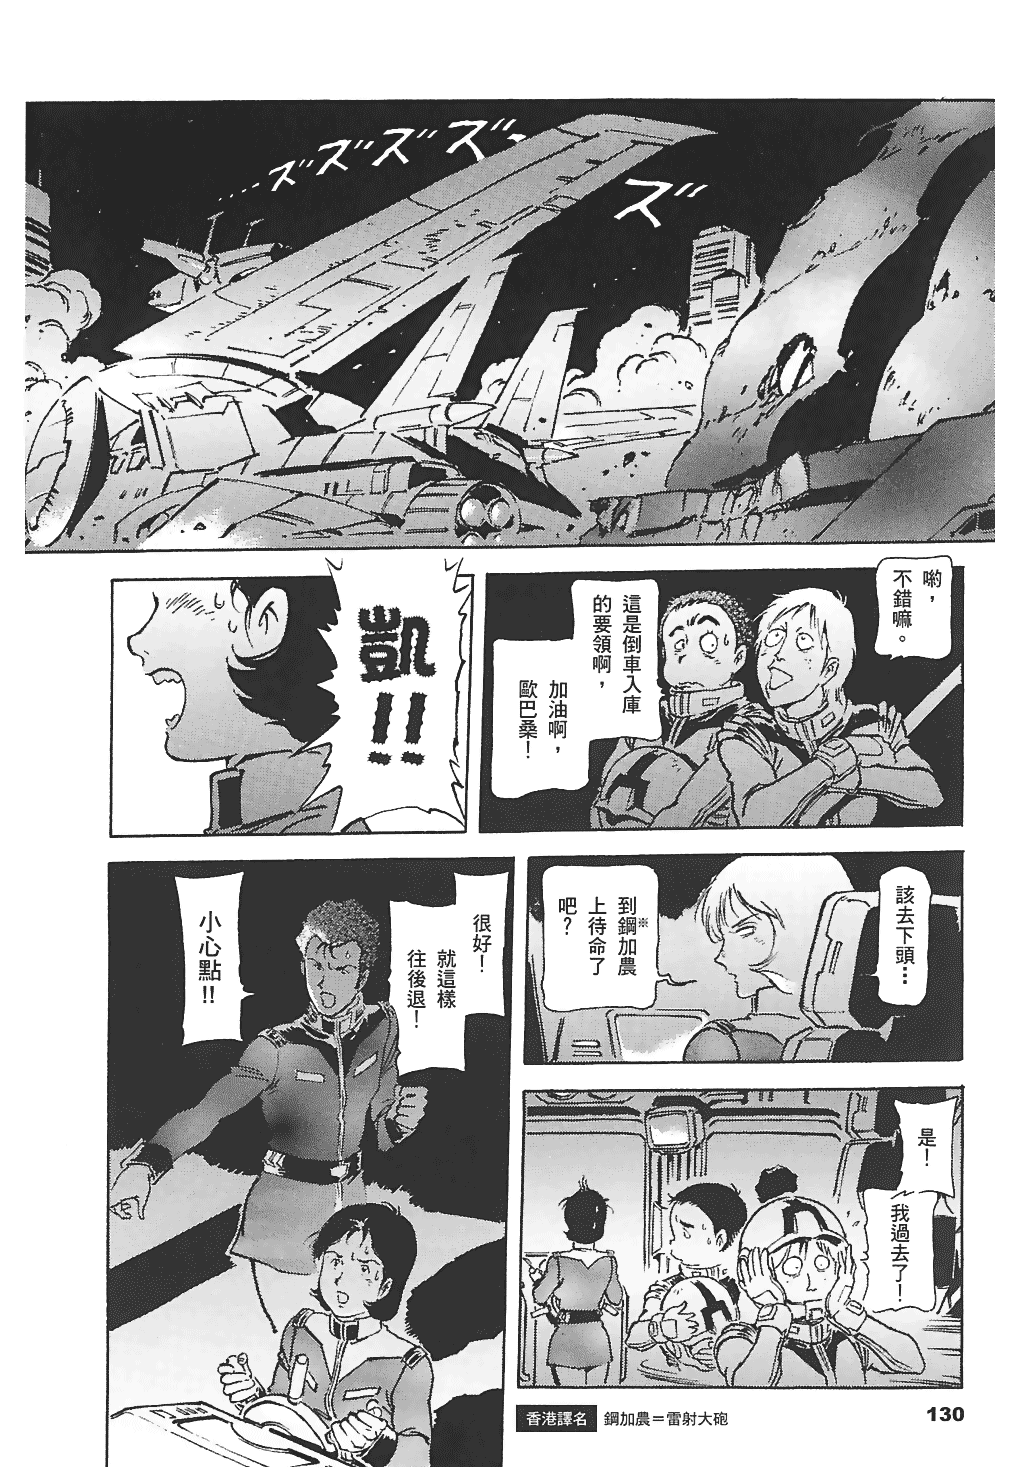 ズズズズ
ズ
喲，
不錯嘛。
這是倒車入庫
的要領啊，
加油啊，
歐巴桑！
凱!!
該去下頭…
到鋼加農※
上待命了
吧？
是！
我過去了！
很好！
就這樣
往後退！
小心點!!
香港譯名 鋼加農＝雷射大砲
130